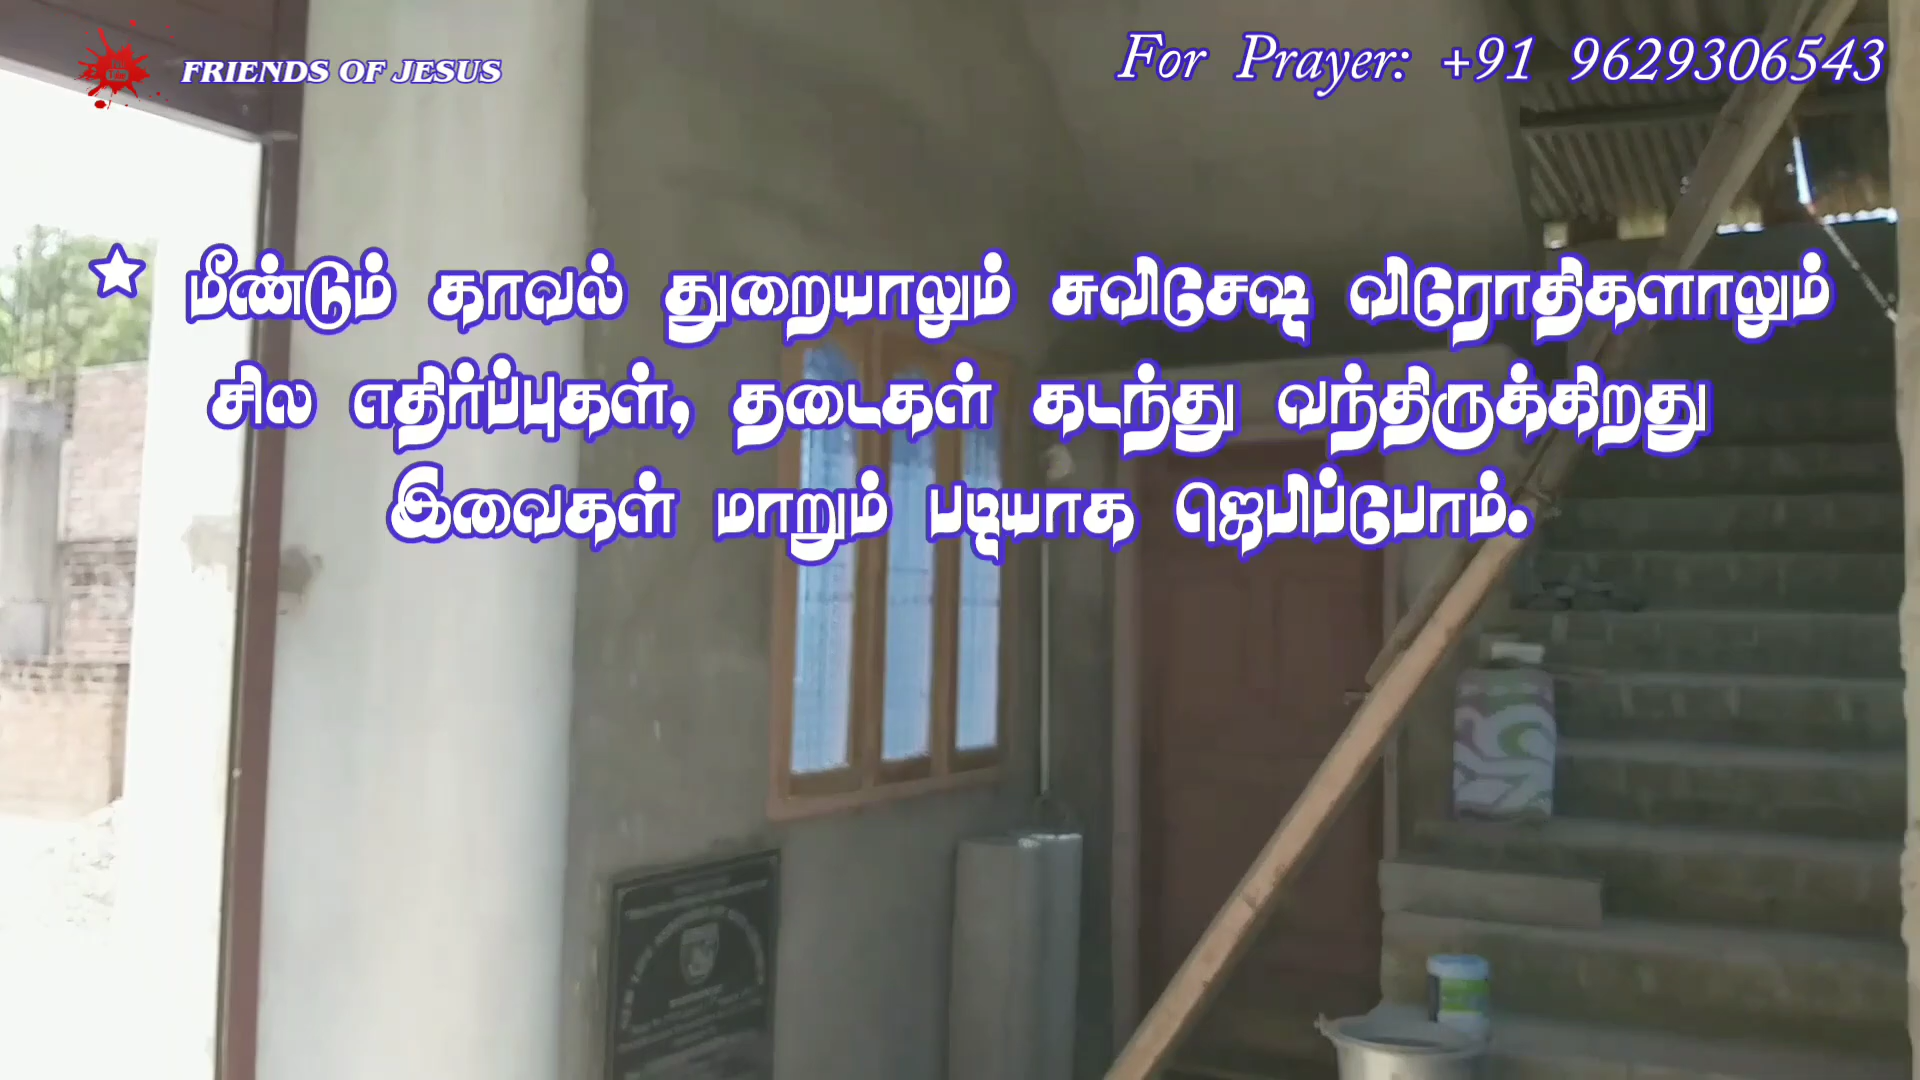 FRIENDS OF JESUS
For Prayer: +91 9629306543
★ மீண்டும் காவல் துறையாலும் சுவிசேஷ விரோதிகளாலும்
சில எதிர்ப்புகள், தடைகள் கடந்து வந்திருக்கிறது
இவைகள் மாறும் படியாக ஜெபிப்போம்.